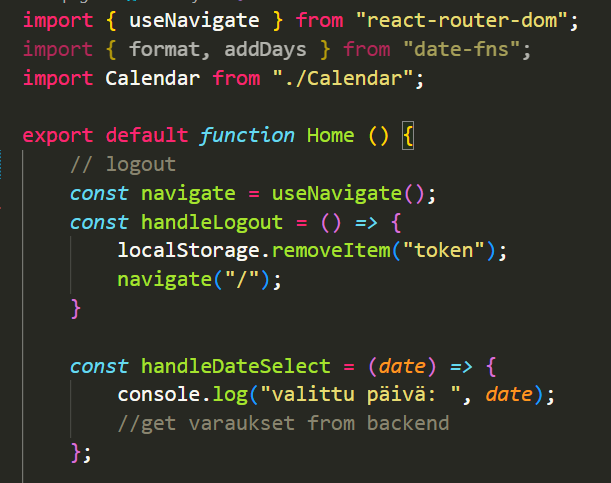 import { useNavigate } from "react-router-dom";
import { format, addDays } from "date-fns";
import Calendar from "./Calendar";
export default function Home () {
// logout
const navigate = useNavigate();
const handleLogout = () => {
localStorage.removeItem("token");
navigate("/");
}
const handleDateSelect = (date) => {
console.log("valittu päivä: ", date);
//get varaukset from backend
};